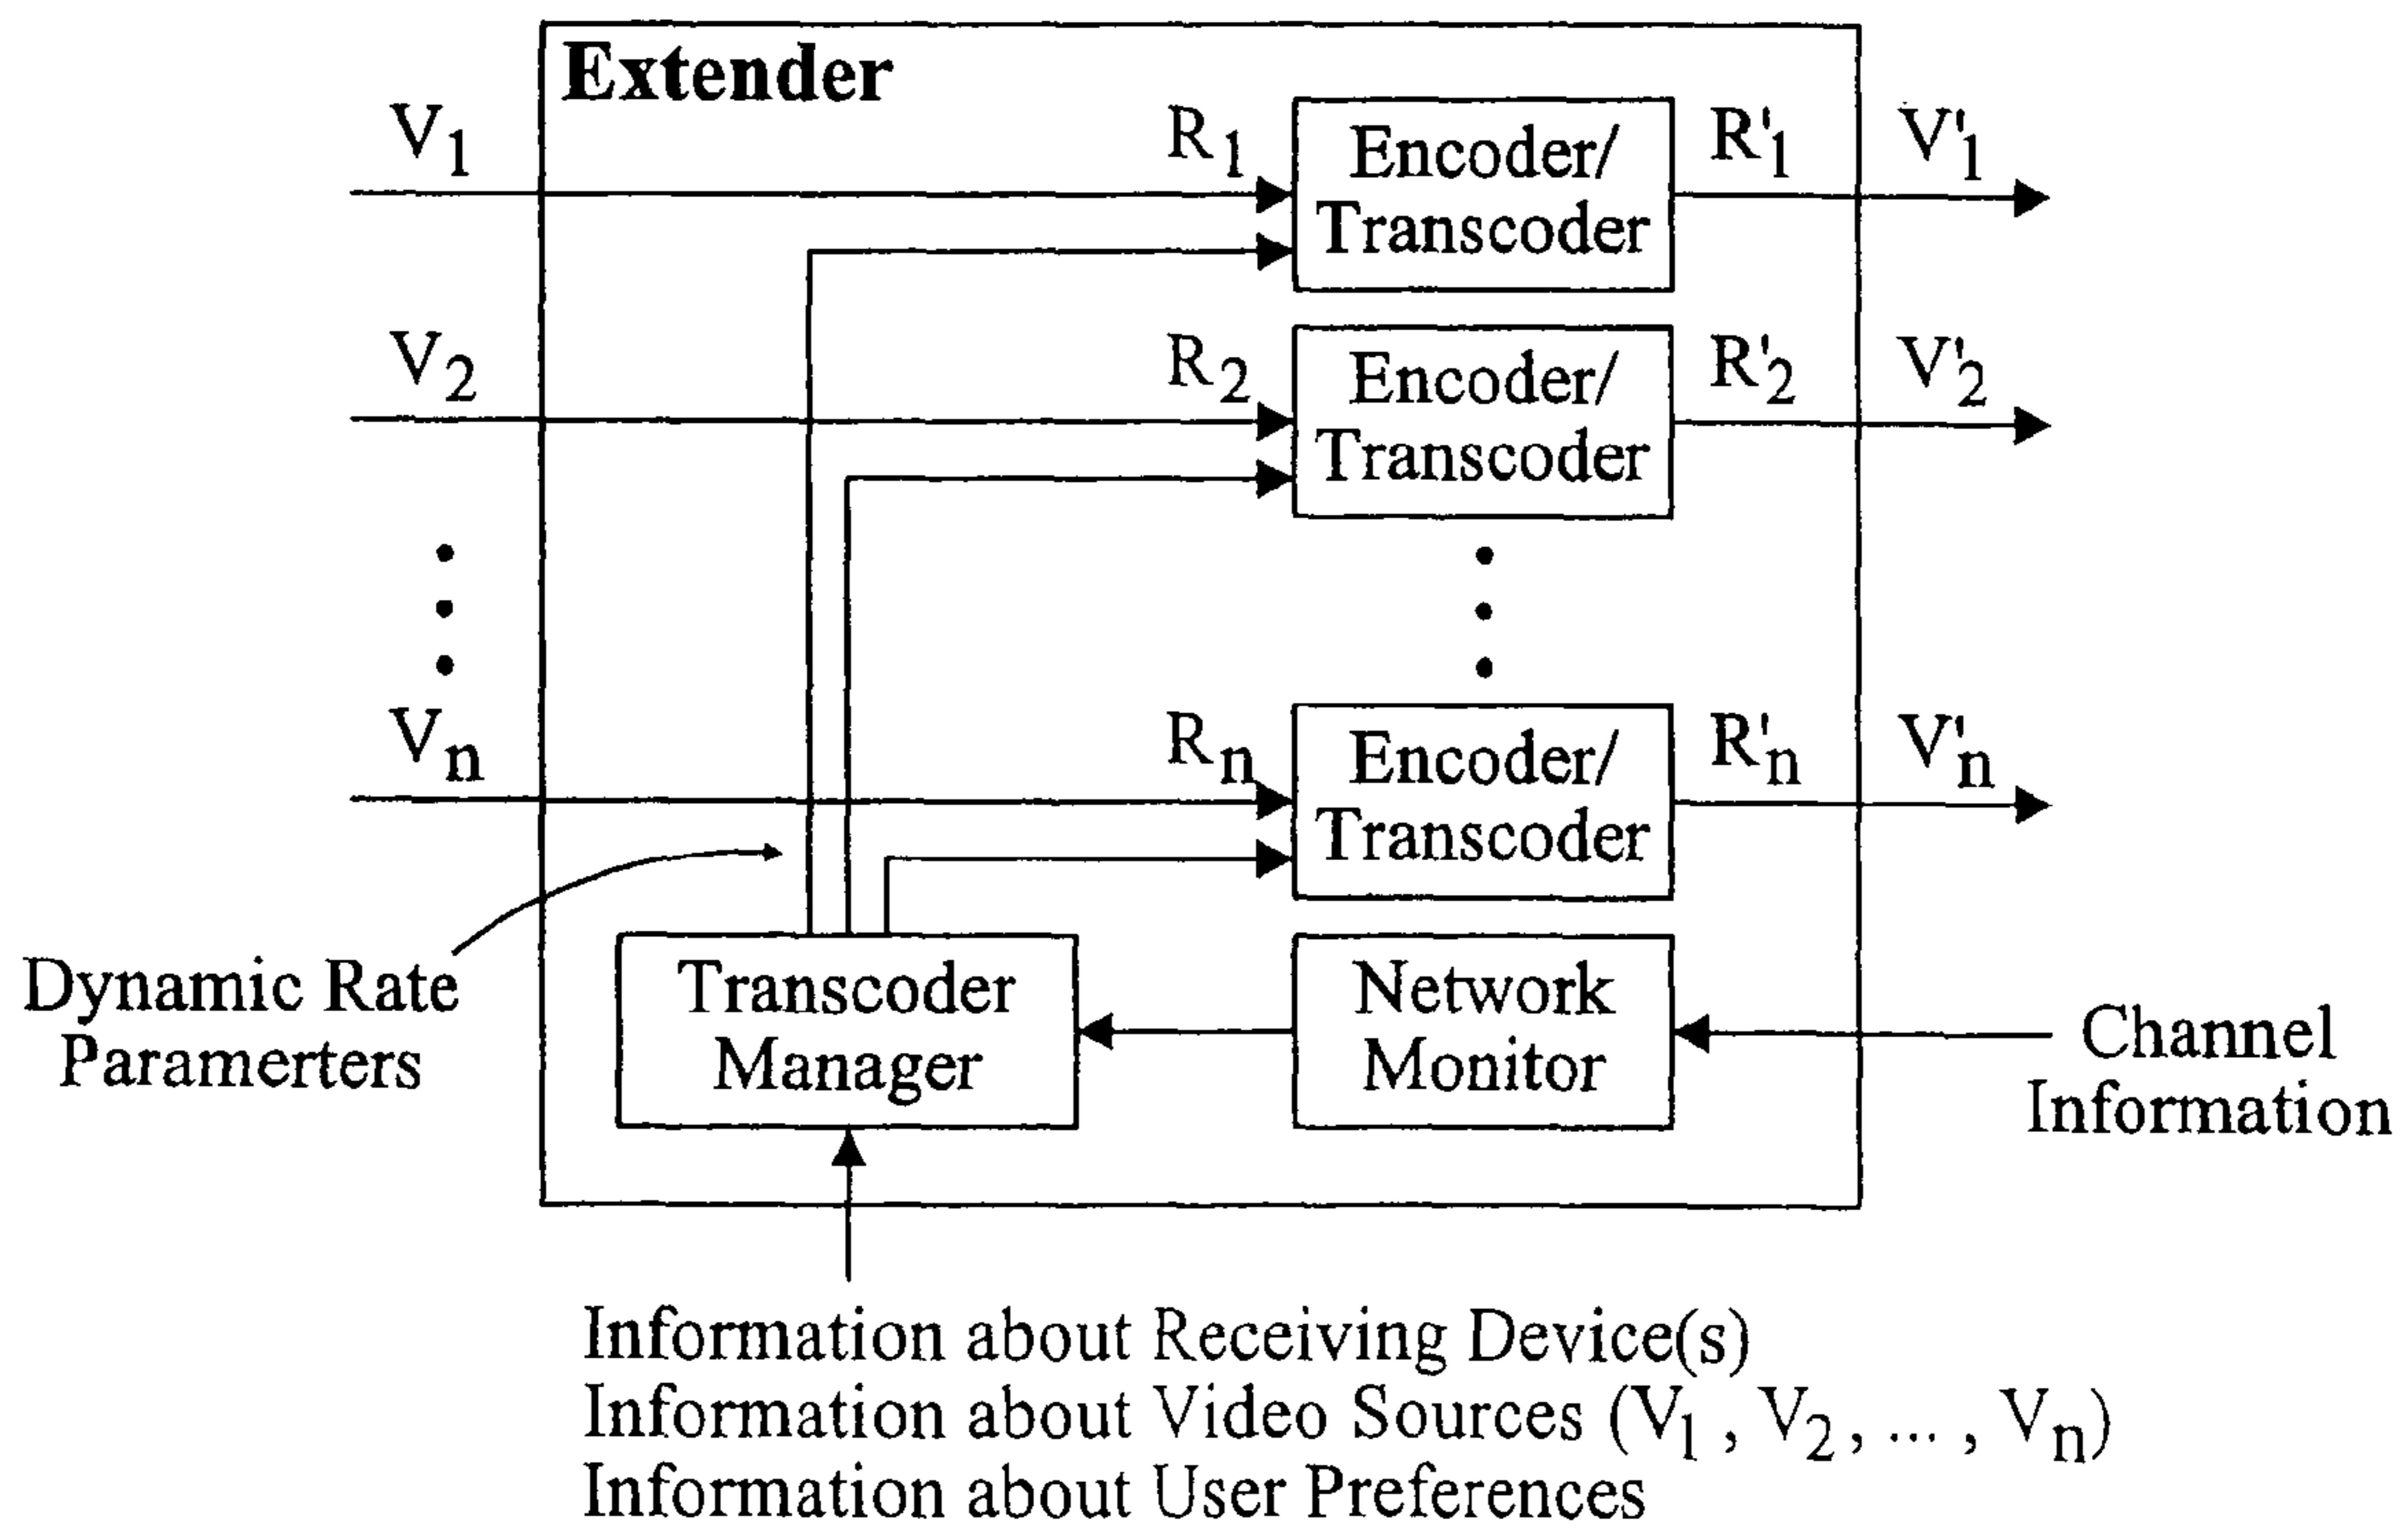 Extender
V1
R1
Encoder/
Transcoder
R'1
V'1
V2
R2
Encoder/
Transcoder
R'2
V'2
Vn
Rn
Encoder/
Transcoder
R'n
V'n
Dynamic Rate
Paramerters
Transcoder
Manager
Network
Monitor
Channel
Information
Information about Receiving Device(s)
Information about Video Sources (V1, V2, ..., Vn)
Information about User Preferences